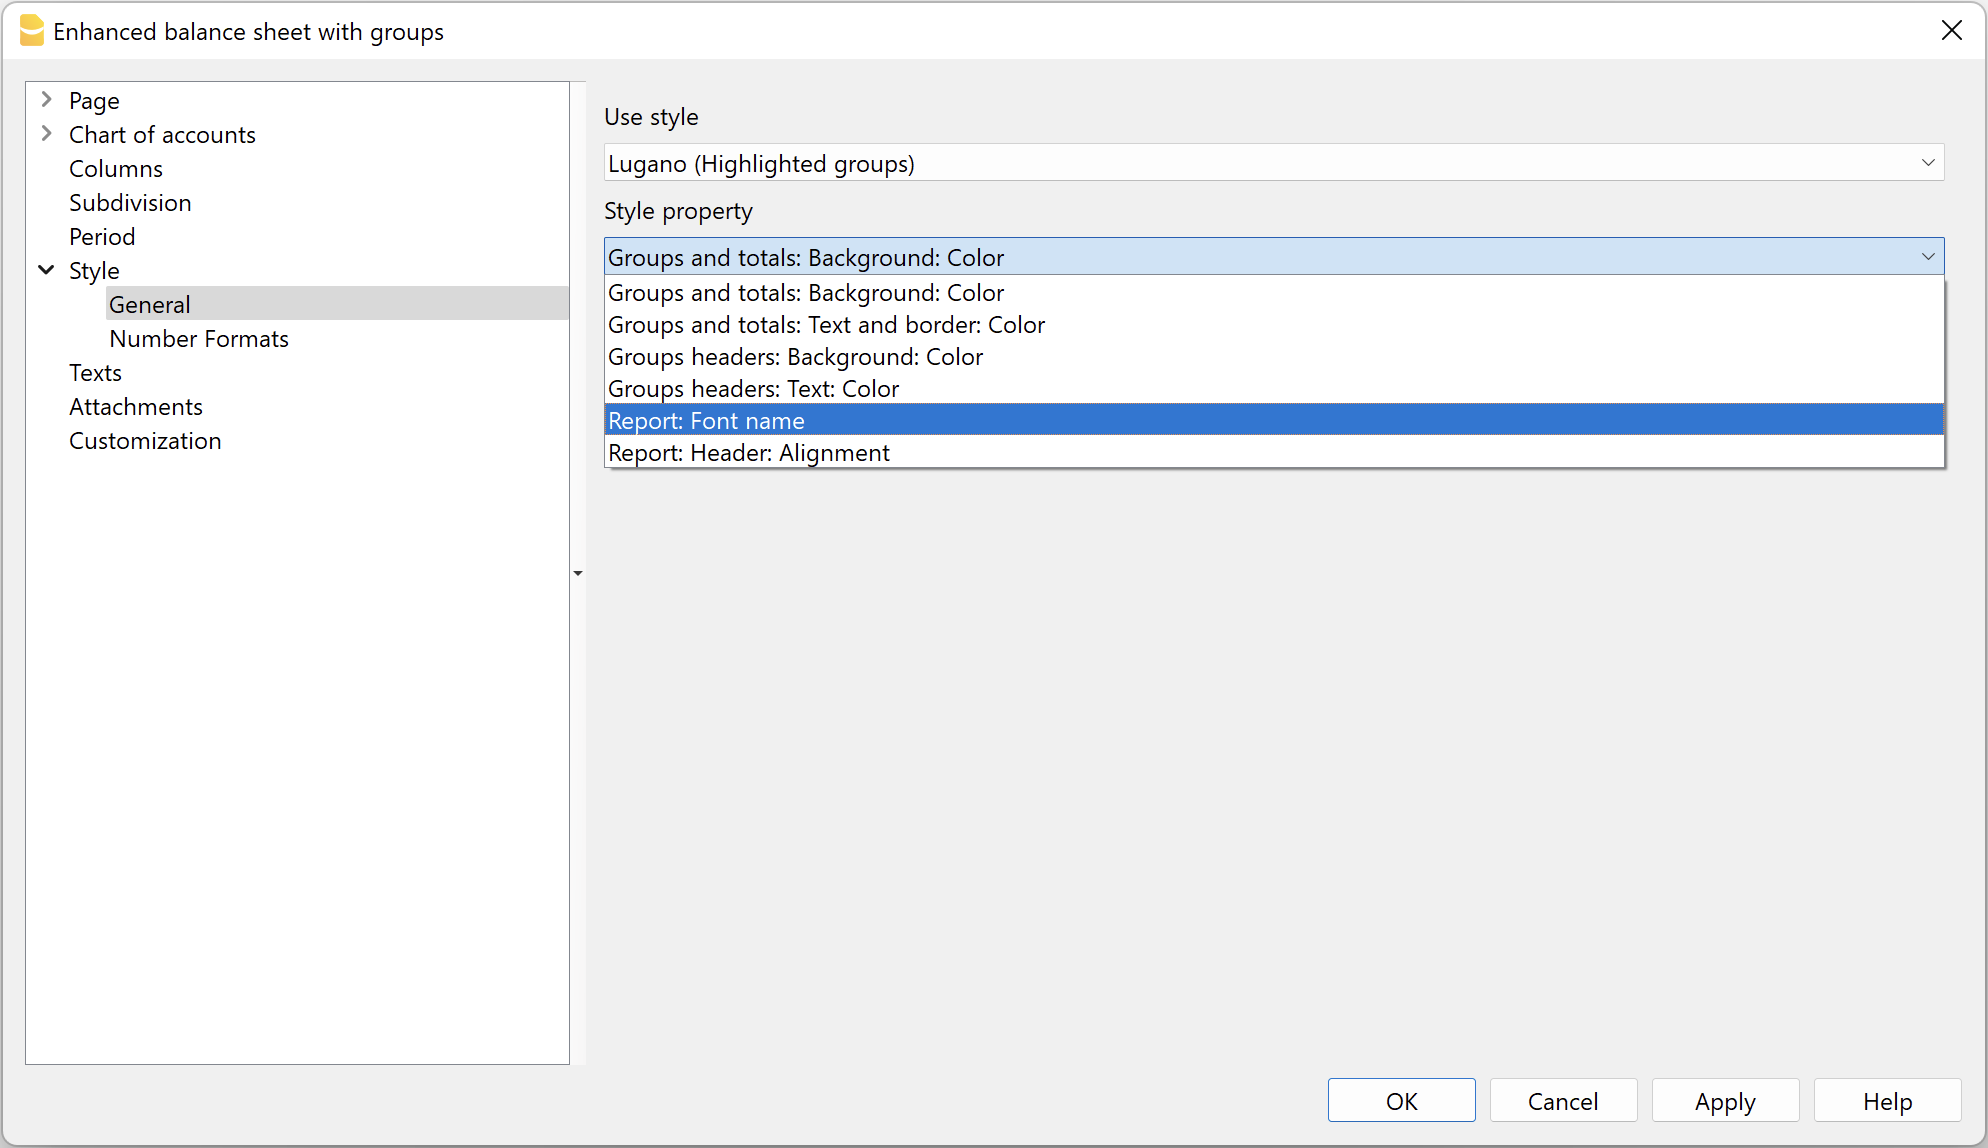 Enhanced balance sheet with groups
Page
Chart of accounts
Columns
Subdivision
Period
Style
General
Number Formats
Texts
Attachments
Customization
Use style
Lugano (Highlighted groups)
Style property
Groups and totals: Background: Color
Groups and totals: Background: Color
Groups and totals: Text and border: Color
Groups headers: Background: Color
Groups headers: Text: Color
Report: Font name
Report: Header: Alignment
OK
Cancel
Apply
Help